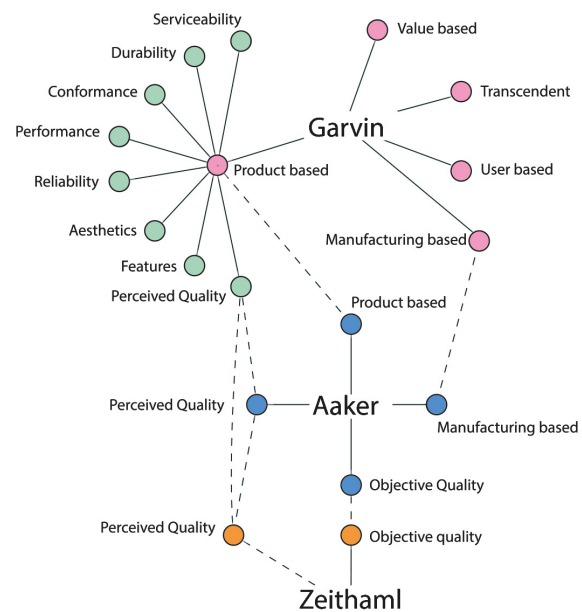 Serviceability
Value based
Durability
Conformance
Transcendent
Garvin
Performance
Product based
User based
Reliability
Aesthetics
Manufacturing based
Features
Perceived Quality
Product based
Perceived Quality
Aaker
Manufacturing based
Objective Quality
Perceived Quality
Objective quality
Zeithaml